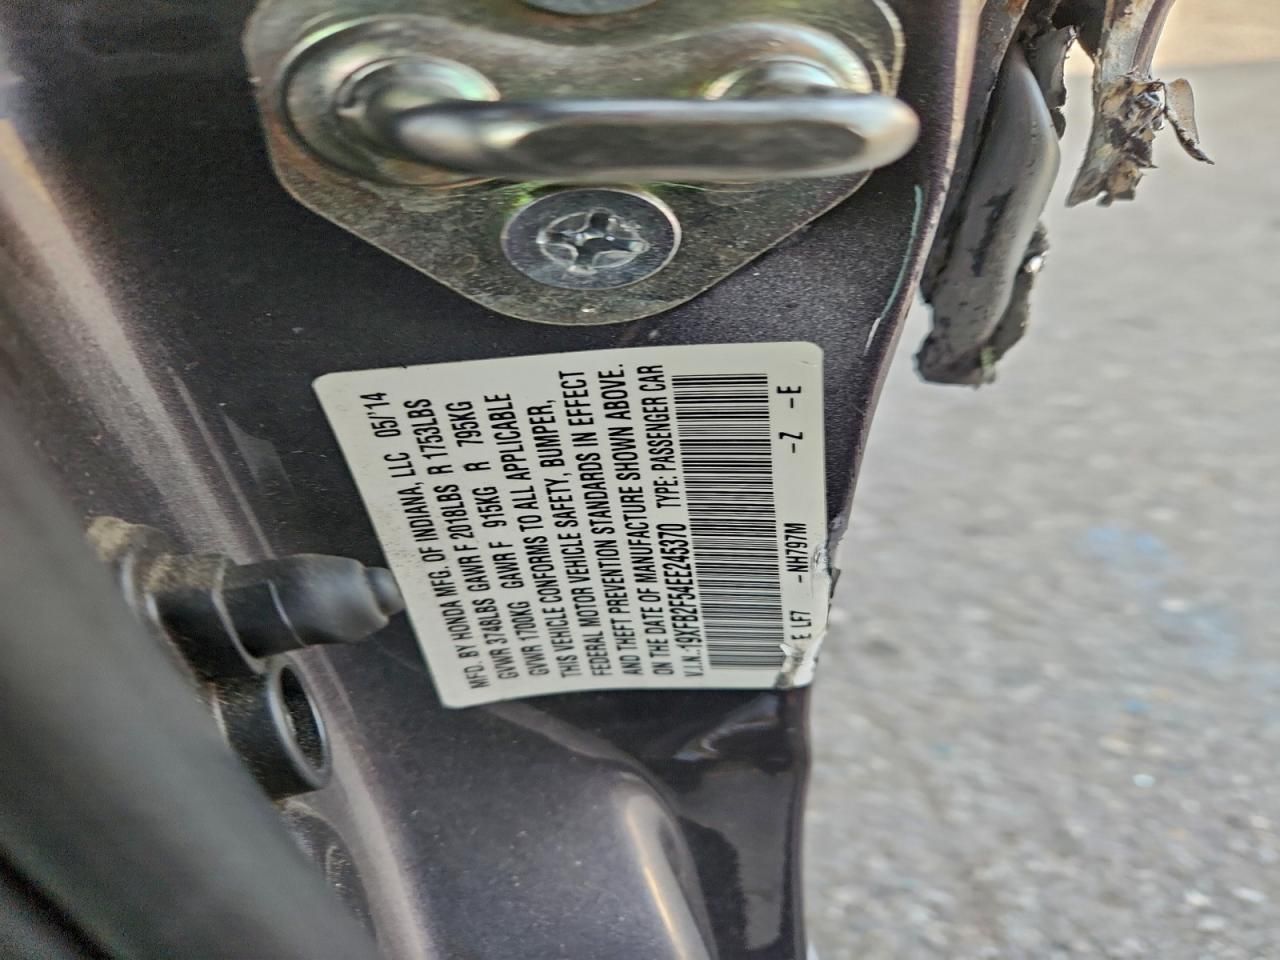 MFD. BY HONDA MFG. OF INDIANA, LLC 05/'14
GVWR 3748LBS GAWR F 2018LBS R 1753LBS
GVWR 1700KG GAWR F 915KG R 795KG
THIS VEHICLE CONFORMS TO ALL APPLICABLE
FEDERAL MOTOR VEHICLE SAFETY, BUMPER,
AND THEFT PREVENTION STANDARDS IN EFFECT
ON THE DATE OF MANUFACTURE SHOWN ABOVE.
V.I.N.:19XFB2F54EE245370 TYPE: PASSENGER CAR
E LF7 -NH797M -Z -E